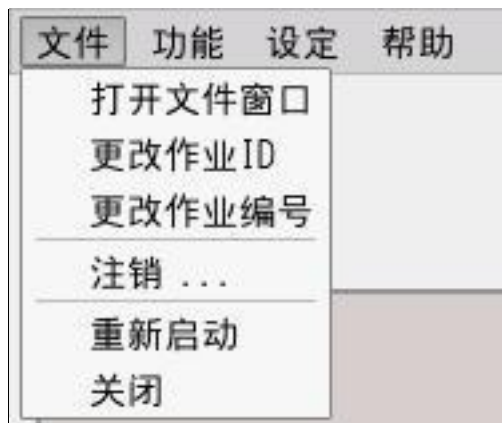 文件 功能 设定 帮助
打开文件窗口
更改作业ID
更改作业编号
注销 ...
重新启动
关闭